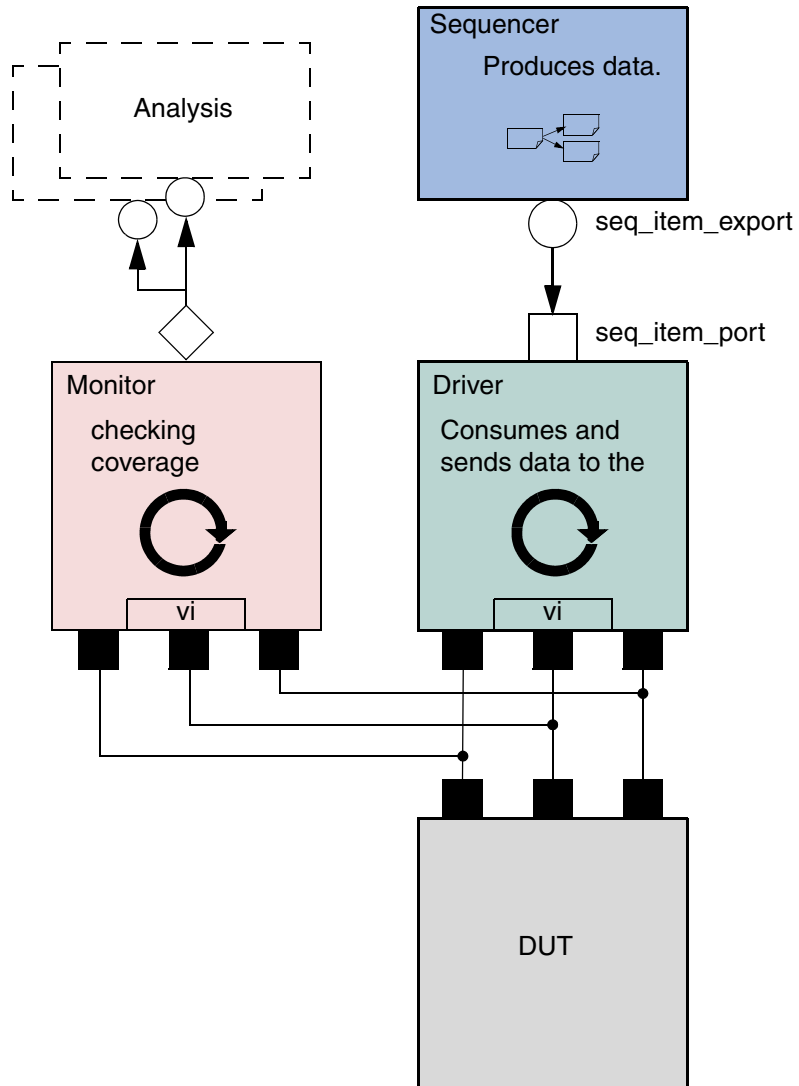 Analysis
Sequencer
Produces data.
seq_item_export
seq_item_port
Monitor
checking
coverage
vi
Driver
Consumes and
sends data to the
vi
DUT